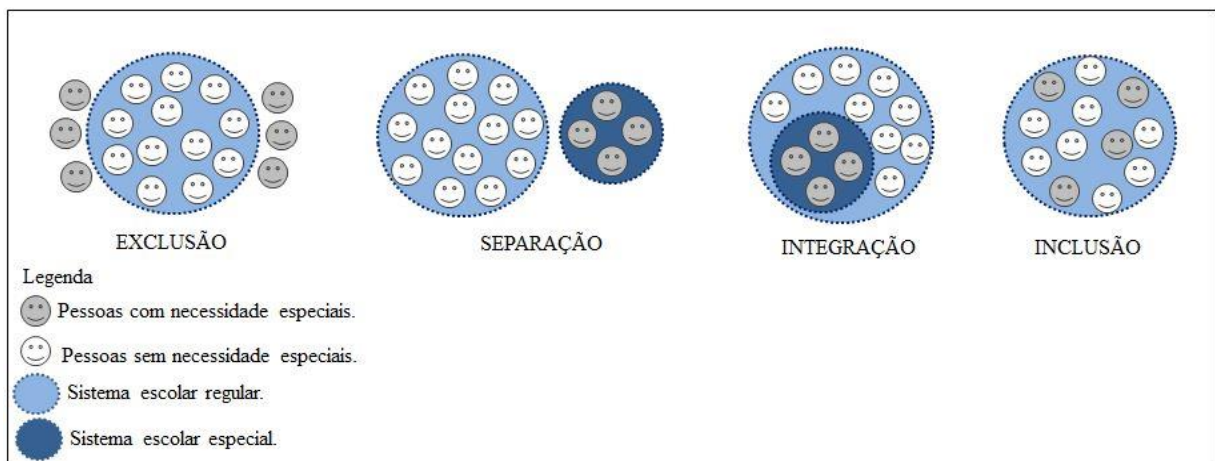 EXCLUSÃO
SEPARAÇÃO
INTEGRAÇÃO
INCLUSÃO
Legenda
Pessoas com necessidade especiais.
Pessoas sem necessidade especiais.
Sistema escolar regular.
Sistema escolar especial.